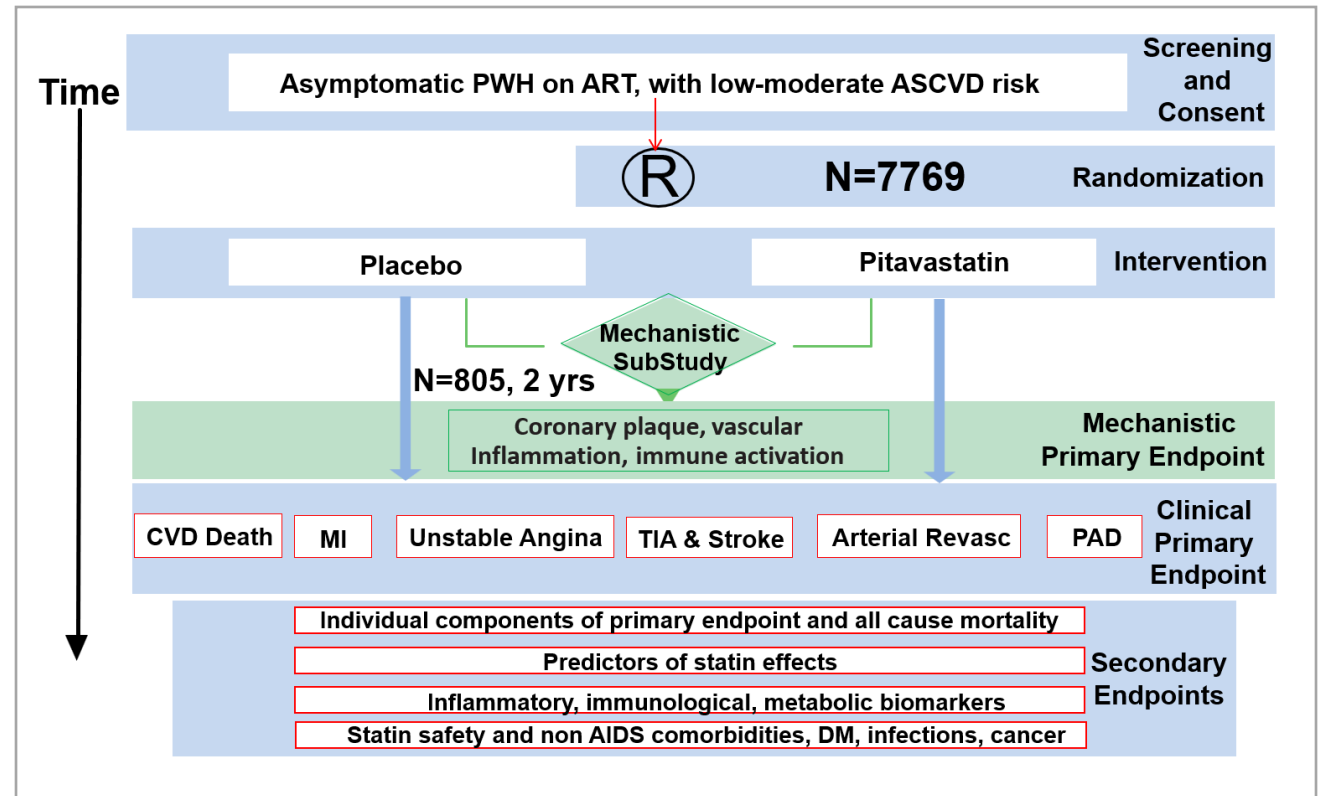 Time
Asymptomatic PWH on ART, with low-moderate ASCVD risk
Screening
and
Consent
R
N=7769
Randomization
Placebo
Pitavastatin
Intervention
Mechanistic
SubStudy
N=805, 2 yrs
Coronary plaque, vascular
Inflammation, immune activation
Mechanistic
Primary Endpoint
CVD Death
MI
Unstable Angina
TIA & Stroke
Arterial Revasc
PAD
Clinical
Primary
Endpoint
Individual components of primary endpoint and all cause mortality
Predictors of statin effects
Inflammatory, immunological, metabolic biomarkers
Statin safety and non AIDS comorbidities, DM, infections, cancer
Secondary
Endpoints